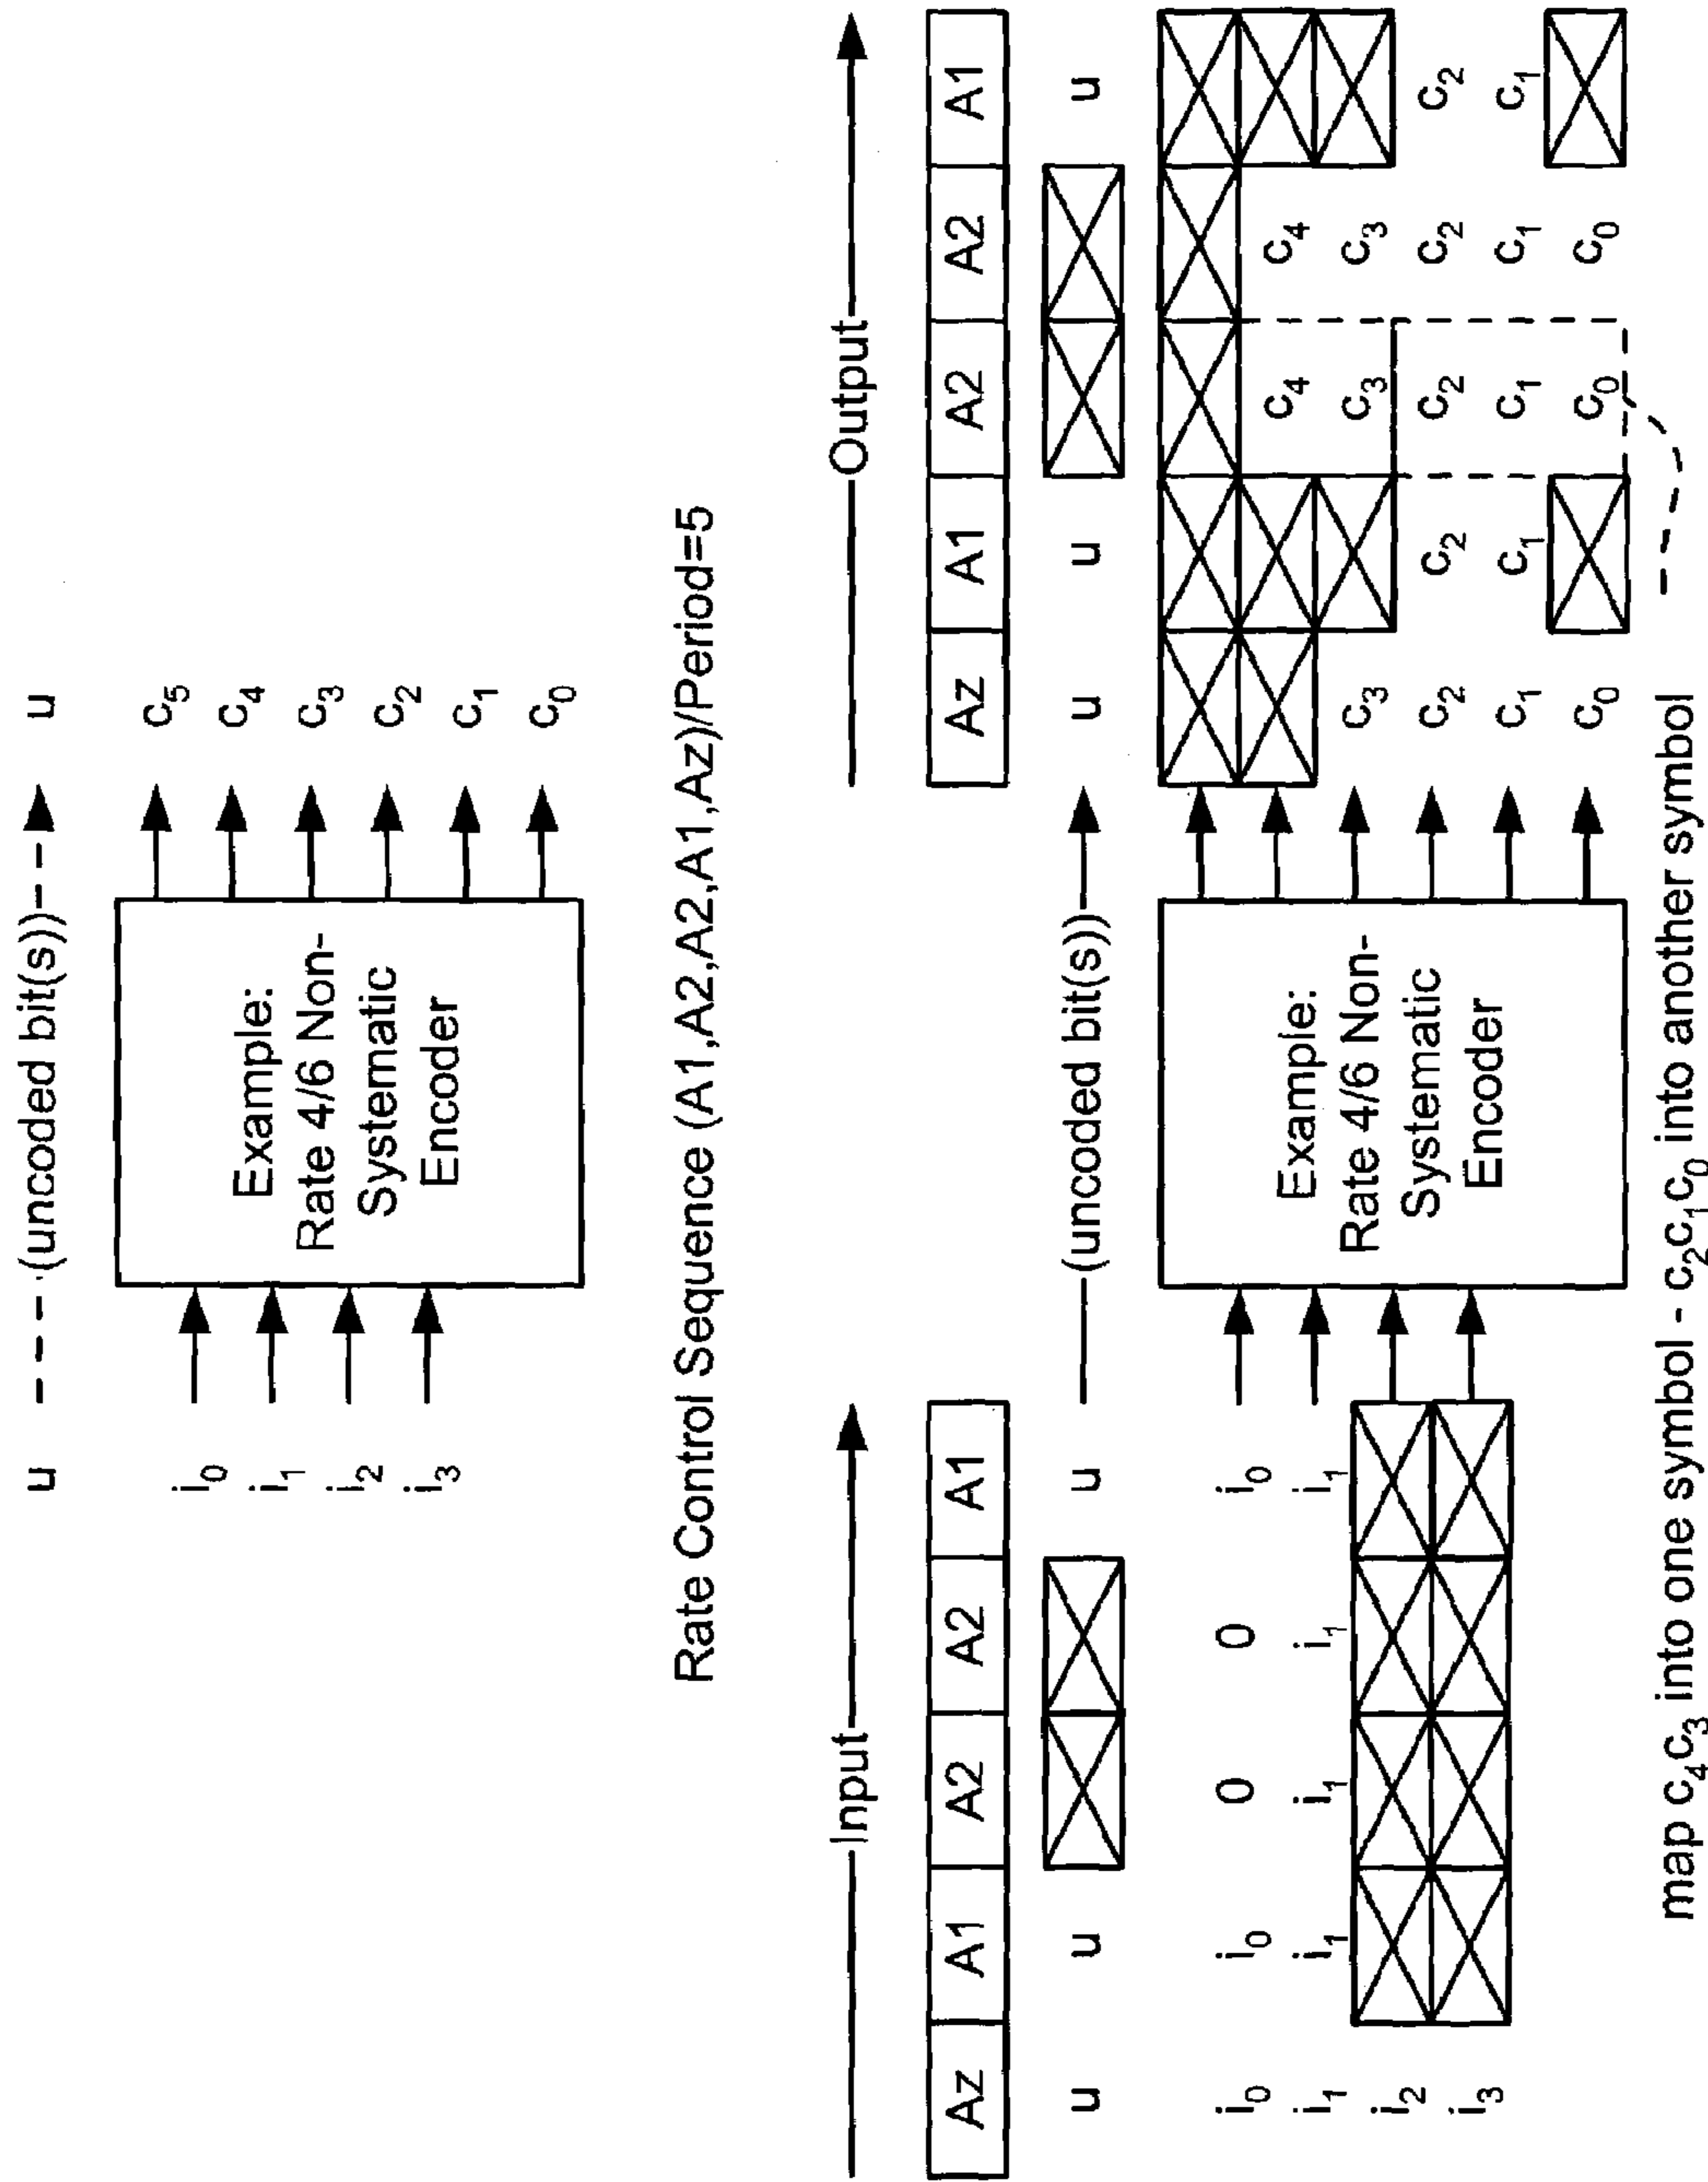 u ---- (uncoded bit(s)) --- u
i₀
i₁
i₂
i₃
Example:
Rate 4/6 Non-
Systematic
Encoder
c₅
c₄
c₃
c₂
c₁
c₀
Rate Control Sequence (A1,A2,A2,A1,Az)/Period=5
Input
Az A1 A2 A2 A1
u u u
i₀ i₀ 0 0 i₀
i₁ i₁ i₁ i₁ i₁
i₂
i₃
(uncoded bit(s))
Example:
Rate 4/6 Non-
Systematic
Encoder
Output
Az A1 A2 A2 A1
u u u
c₄ c₄
c₃ c₃ c₃
c₂ c₂ c₂ c₂ c₂
c₁ c₁ c₁ c₁ c₁
c₀ c₀ c₀
map c₄c₃ into one symbol - c₂c₁c₀ into another symbol